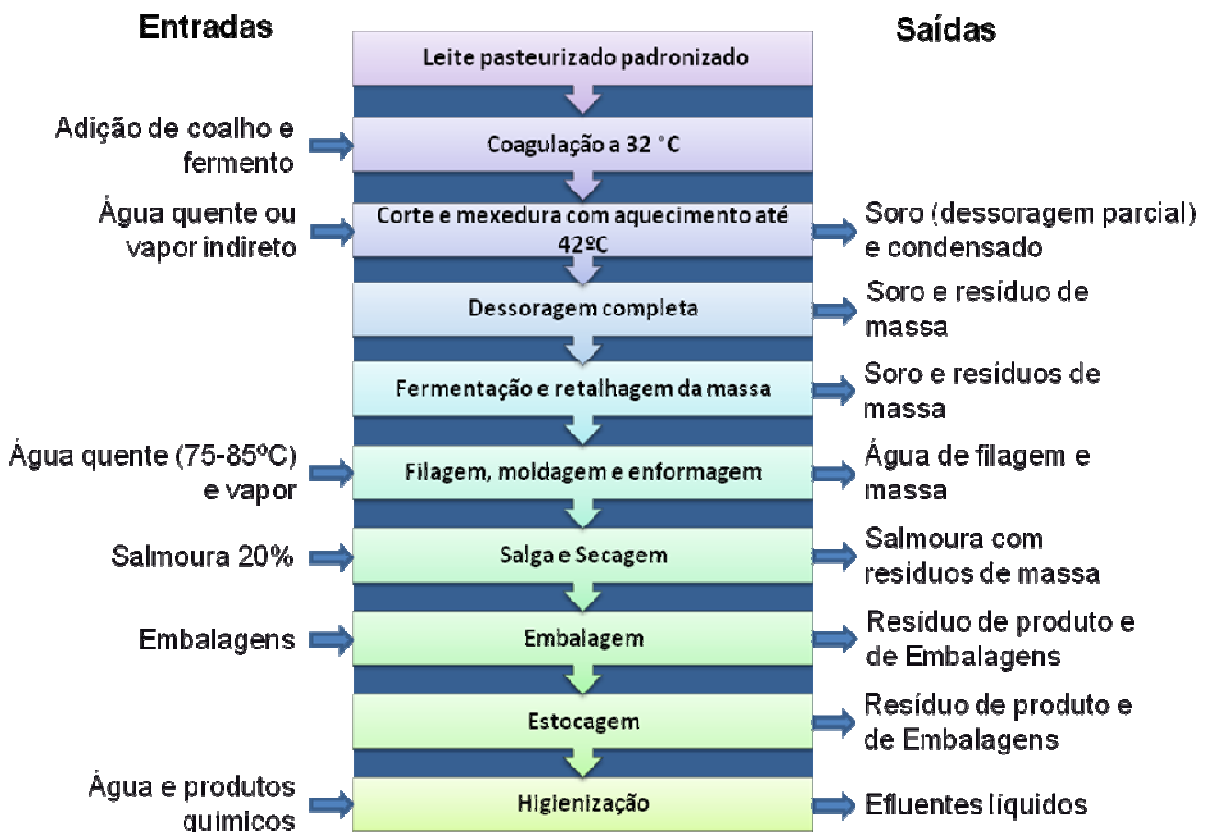 Entradas
Saídas
Leite pasteurizado padronizado
Adição de coalho e
fermento
Coagulação a 32 °C
Água quente ou
vapor indireto
Corte e mexedura com aquecimento até
42ºC
Soro (dessoragem parcial)
e condensado
Dessoragem completa
Soro e resíduo de
massa
Fermentação e retalhagem da massa
Soro e residuos de
massa
Água quente (75-85ºC)
e vapor
Filagem, moldagem e enformagem
Água de filagem e
massa
Salmoura 20%
Salga e Secagem
Salmoura com
residuos de massa
Embalagens
Embalagem
Resíduo de produto e
de Embalagens
Estocagem
Resíduo de produto e
de Embalagens
Água e produtos
químicos
Higienização
Efluentes líquidos